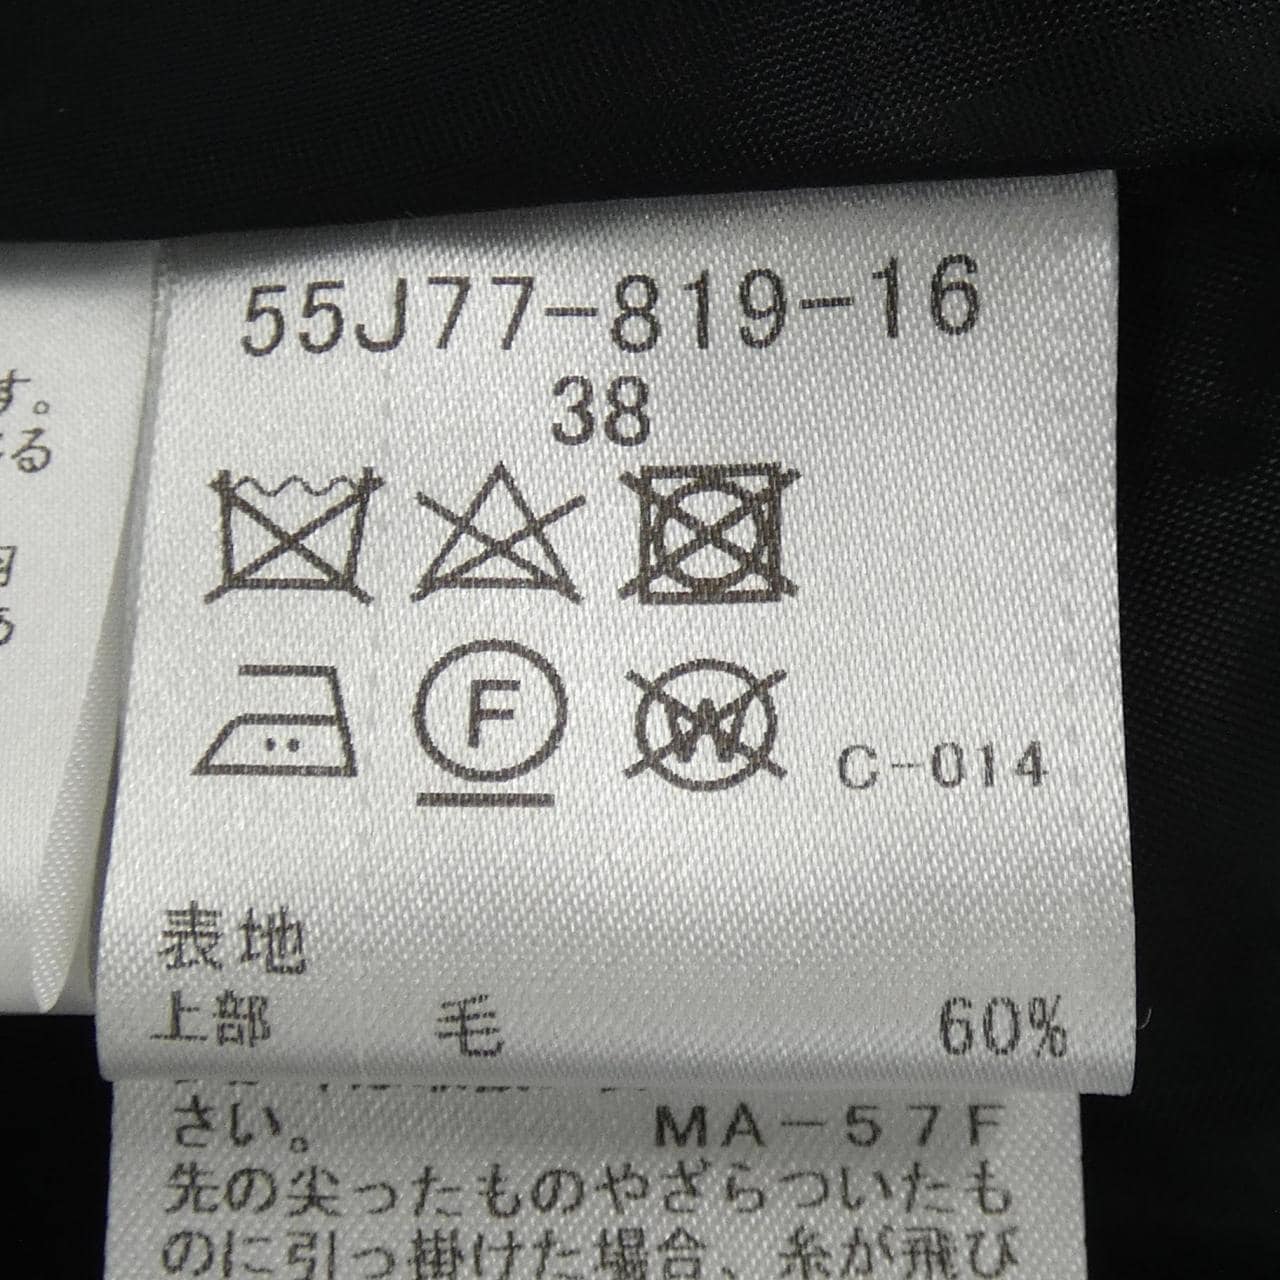 55J77-819-16
38
F
W
C-014
表地
上部 毛 60%
さい。 MA-57F
先の尖ったものやざらついたも
のに引っ掛けた場合、糸が飛び
す。
る